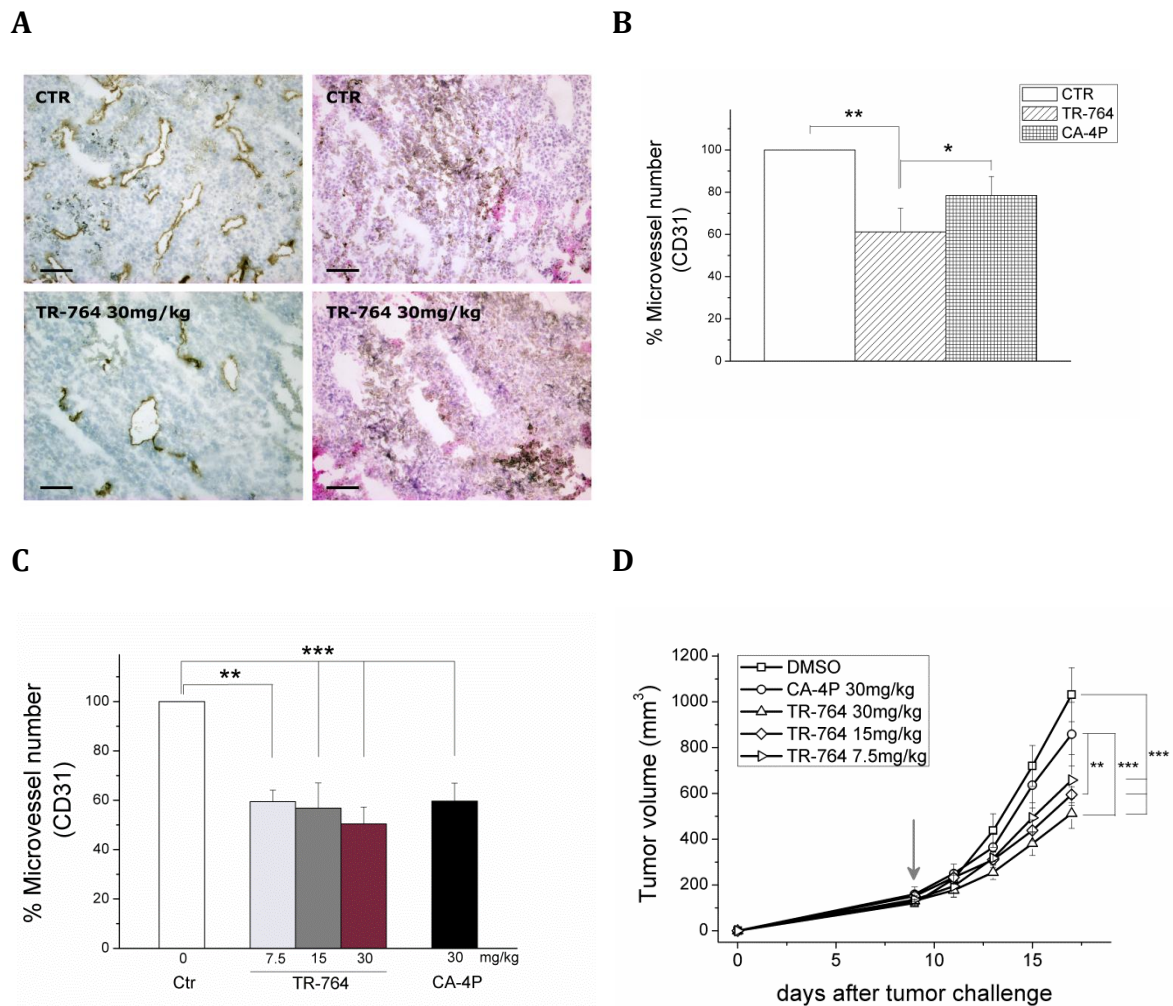 A
B
CTR
CTR
TR-764 30mg/kg
TR-764 30mg/kg
CTR
TR-764
CA-4P
**
*
100
80
60
40
20
0
% Microvessel number
(CD31)
C
D
***
**
100
80
60
40
20
0
% Microvessel number
(CD31)
0
7.5
15
30
30
mg/kg
Ctr
TR-764
CA-4P
DMSO
CA-4P 30mg/kg
TR-764 30mg/kg
TR-764 15mg/kg
TR-764 7.5mg/kg
1200
1000
800
600
400
200
0
Tumor volume (mm³)
**
***
***
0
5
10
15
days after tumor challenge